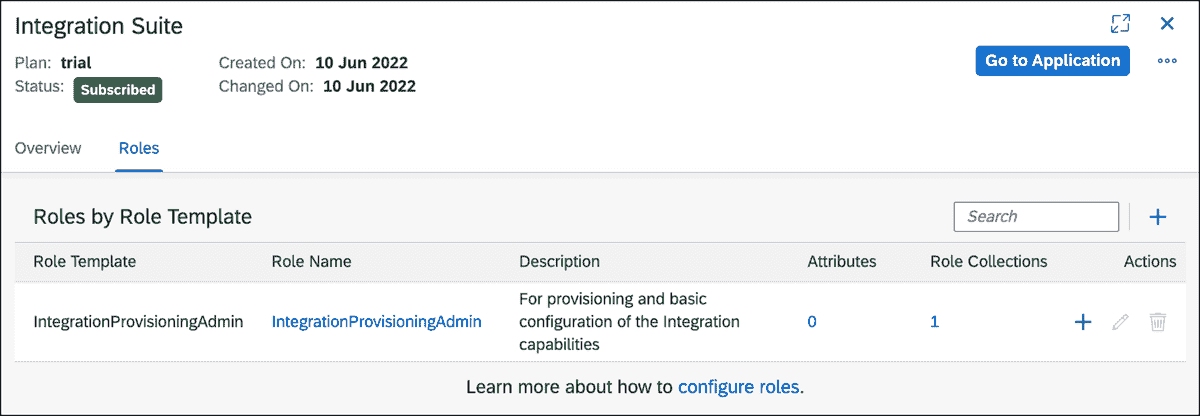 Integration Suite
Plan: trial
Created On: 10 Jun 2022
Go to Application
Status: Subscribed
Changed On: 10 Jun 2022
Overview
Roles
Roles by Role Template
Search
Role Template
Role Name
Description
Attributes
Role Collections
Actions
IntegrationProvisioningAdmin
IntegrationProvisioningAdmin
For provisioning and basic
configuration of the Integration
capabilities
0
1
Learn more about how to configure roles.